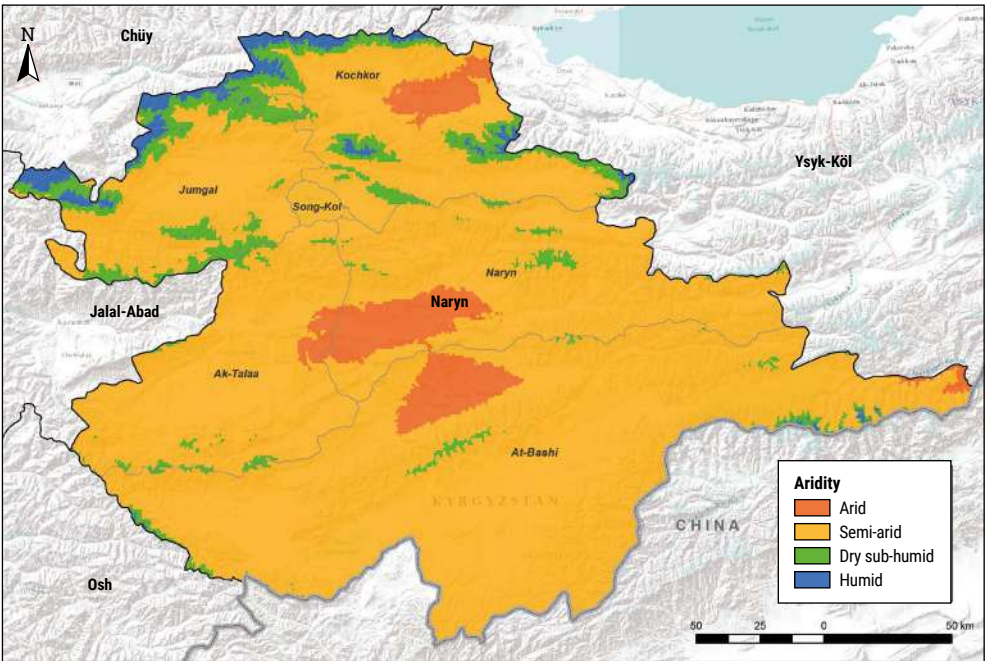 N
Chüy
Kochkor
Ysyk-Köl
Jumgal
Song-Kol
Naryn
Naryn
Jalal-Abad
Ak-Talaa
At-Bashi
KYRGYZSTAN
CHINA
Osh
Aridity
Arid
Semi-arid
Dry sub-humid
Humid
50 25 0 50 km